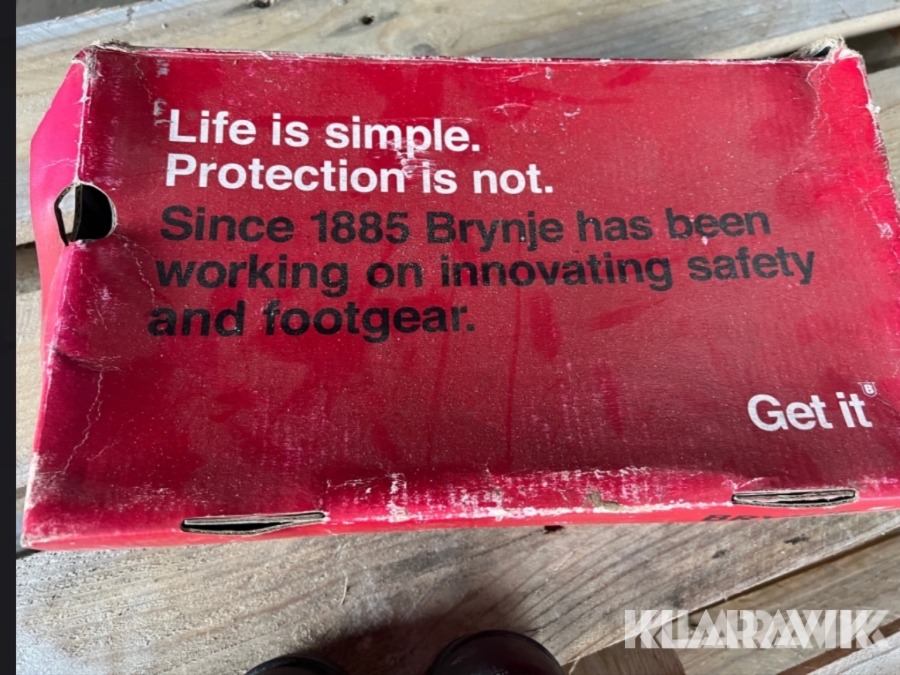 Life is simple.
Protection is not.
Since 1885 Brynje has been
working on innovating safety
and footgear.
Get it B
KLARAVIK